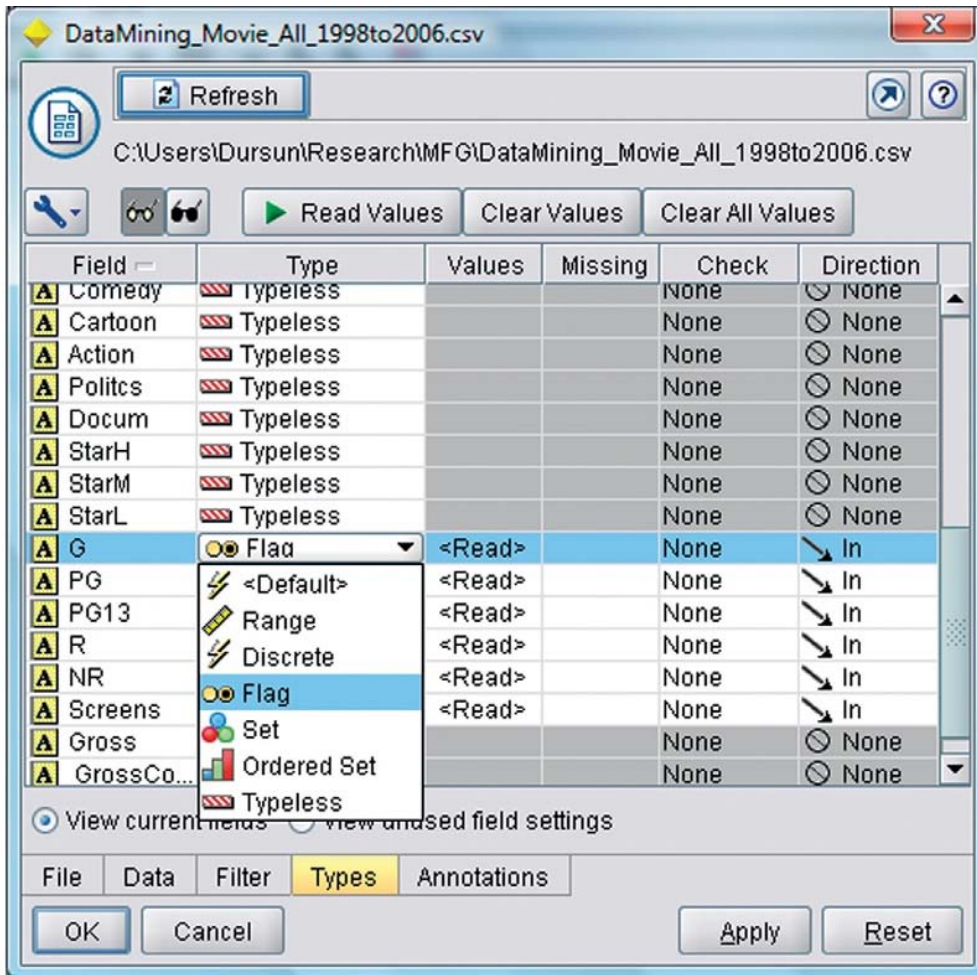 DataMining_Movie_All_1998to2006.csv
Refresh
C:\Users\Dursun\Research\MFG\DataMining_Movie_All_1998to2006.csv
Read Values Clear Values Clear All Values
Field Type Values Missing Check Direction
A Comedy Typeless None None
A Cartoon Typeless None None
A Action Typeless None None
A Politcs Typeless None None
A Docum Typeless None None
A StarH Typeless None None
A StarM Typeless None None
A StarL Typeless None None
A G Flag <Read> None In
A PG <Default> <Read> None In
A PG13 Range <Read> None In
A R Discrete <Read> None In
A NR Flag <Read> None In
A Screens Set <Read> None In
A Gross Ordered Set None None
A GrossCo... Typeless None None
View current fields View unused field settings
File Data Filter Types Annotations
OK Cancel Apply Reset